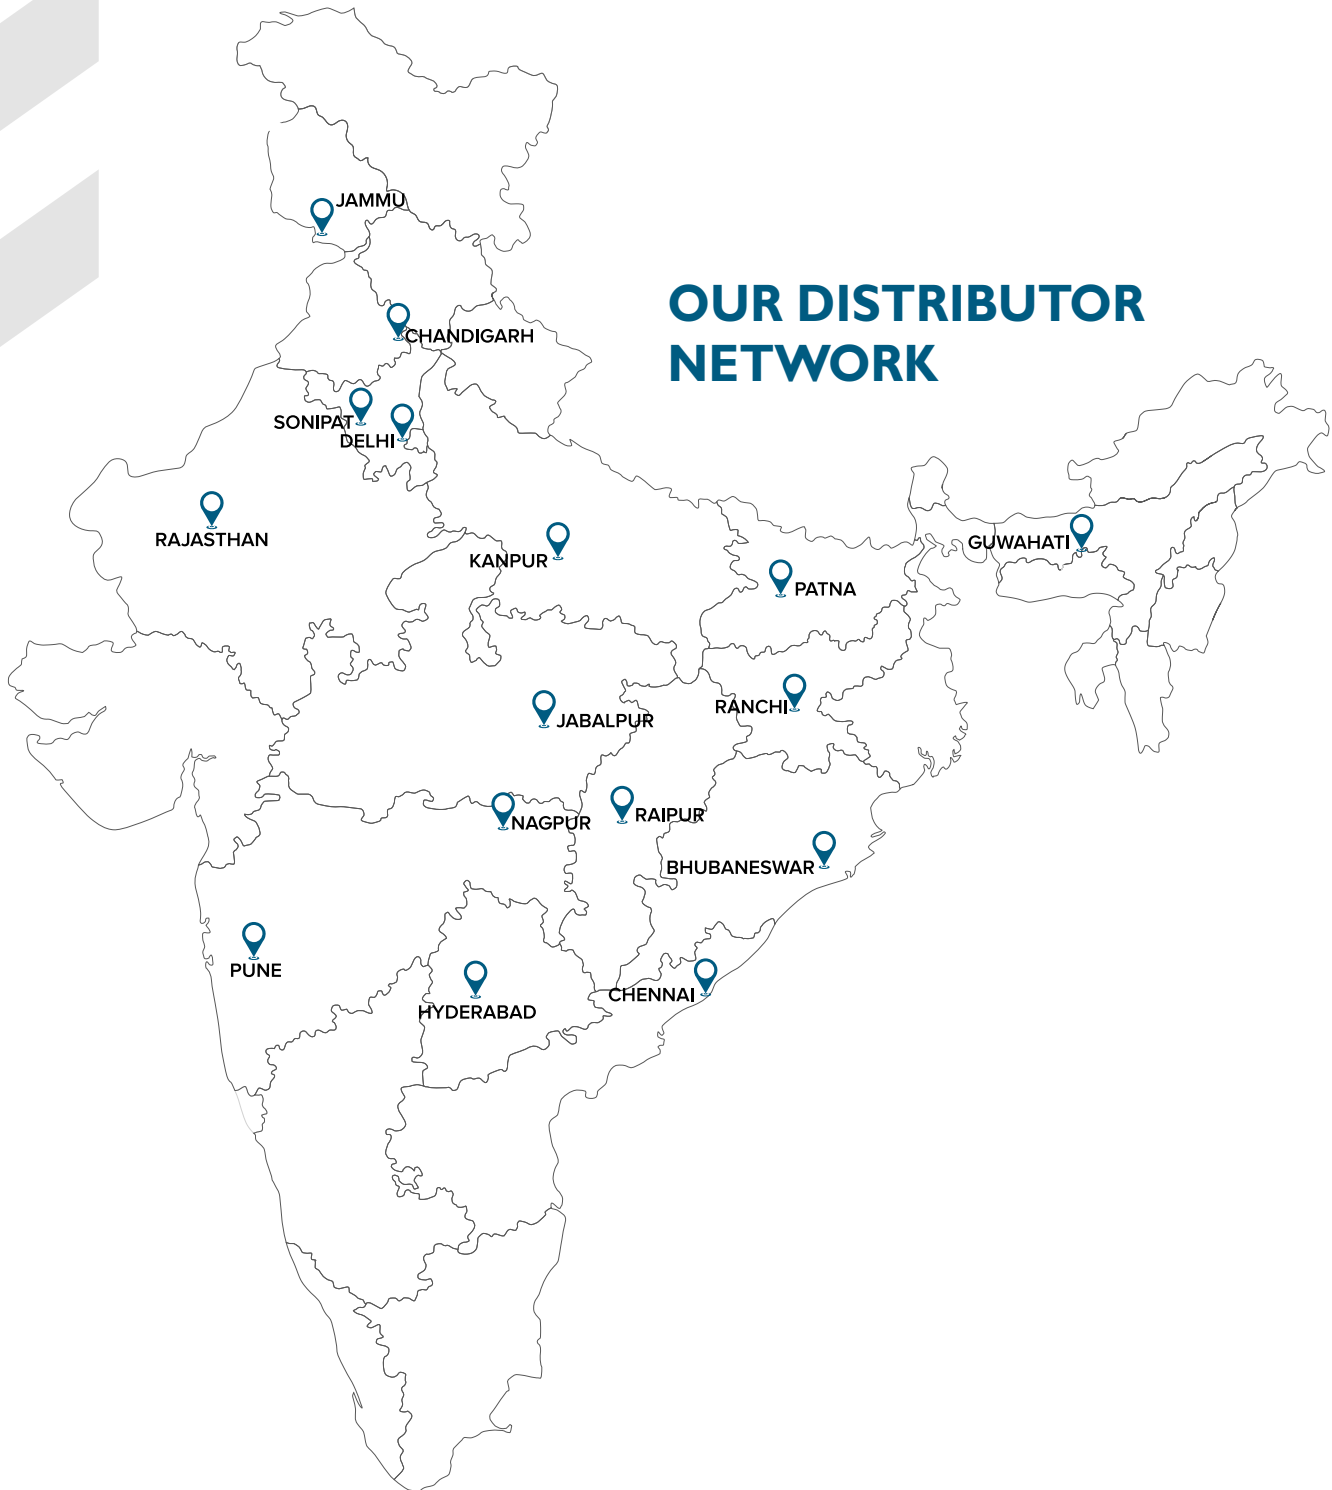 JAMMU
OUR DISTRIBUTOR
NETWORK
CHANDIGARH
SONIPAT
DELHI
RAJASTHAN
KANPUR
GUWAHATI
PATNA
RANCHI
JABALPUR
NAGPUR
RAIPUR
BHUBANESWAR
PUNE
CHENNAI
HYDERABAD